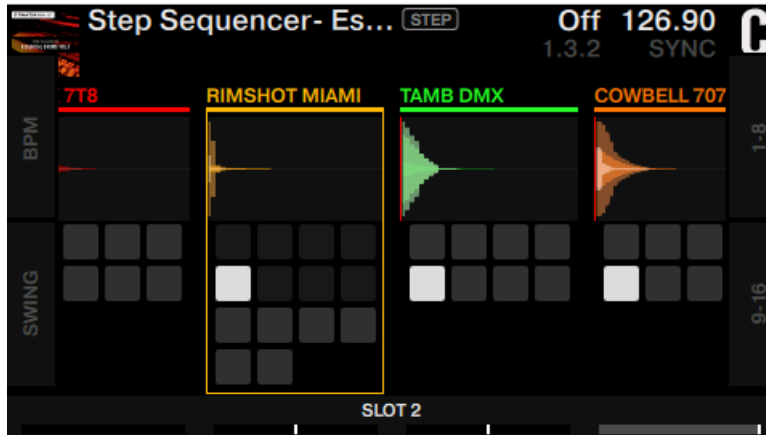 Step Sequencer- Es... STEP Off 126.90
1.3.2 SYNC
C
7T8 RIMSHOT MIAMI TAMB DMX COWBELL 707
BPM
1-8
SWING
9-16
SLOT 2